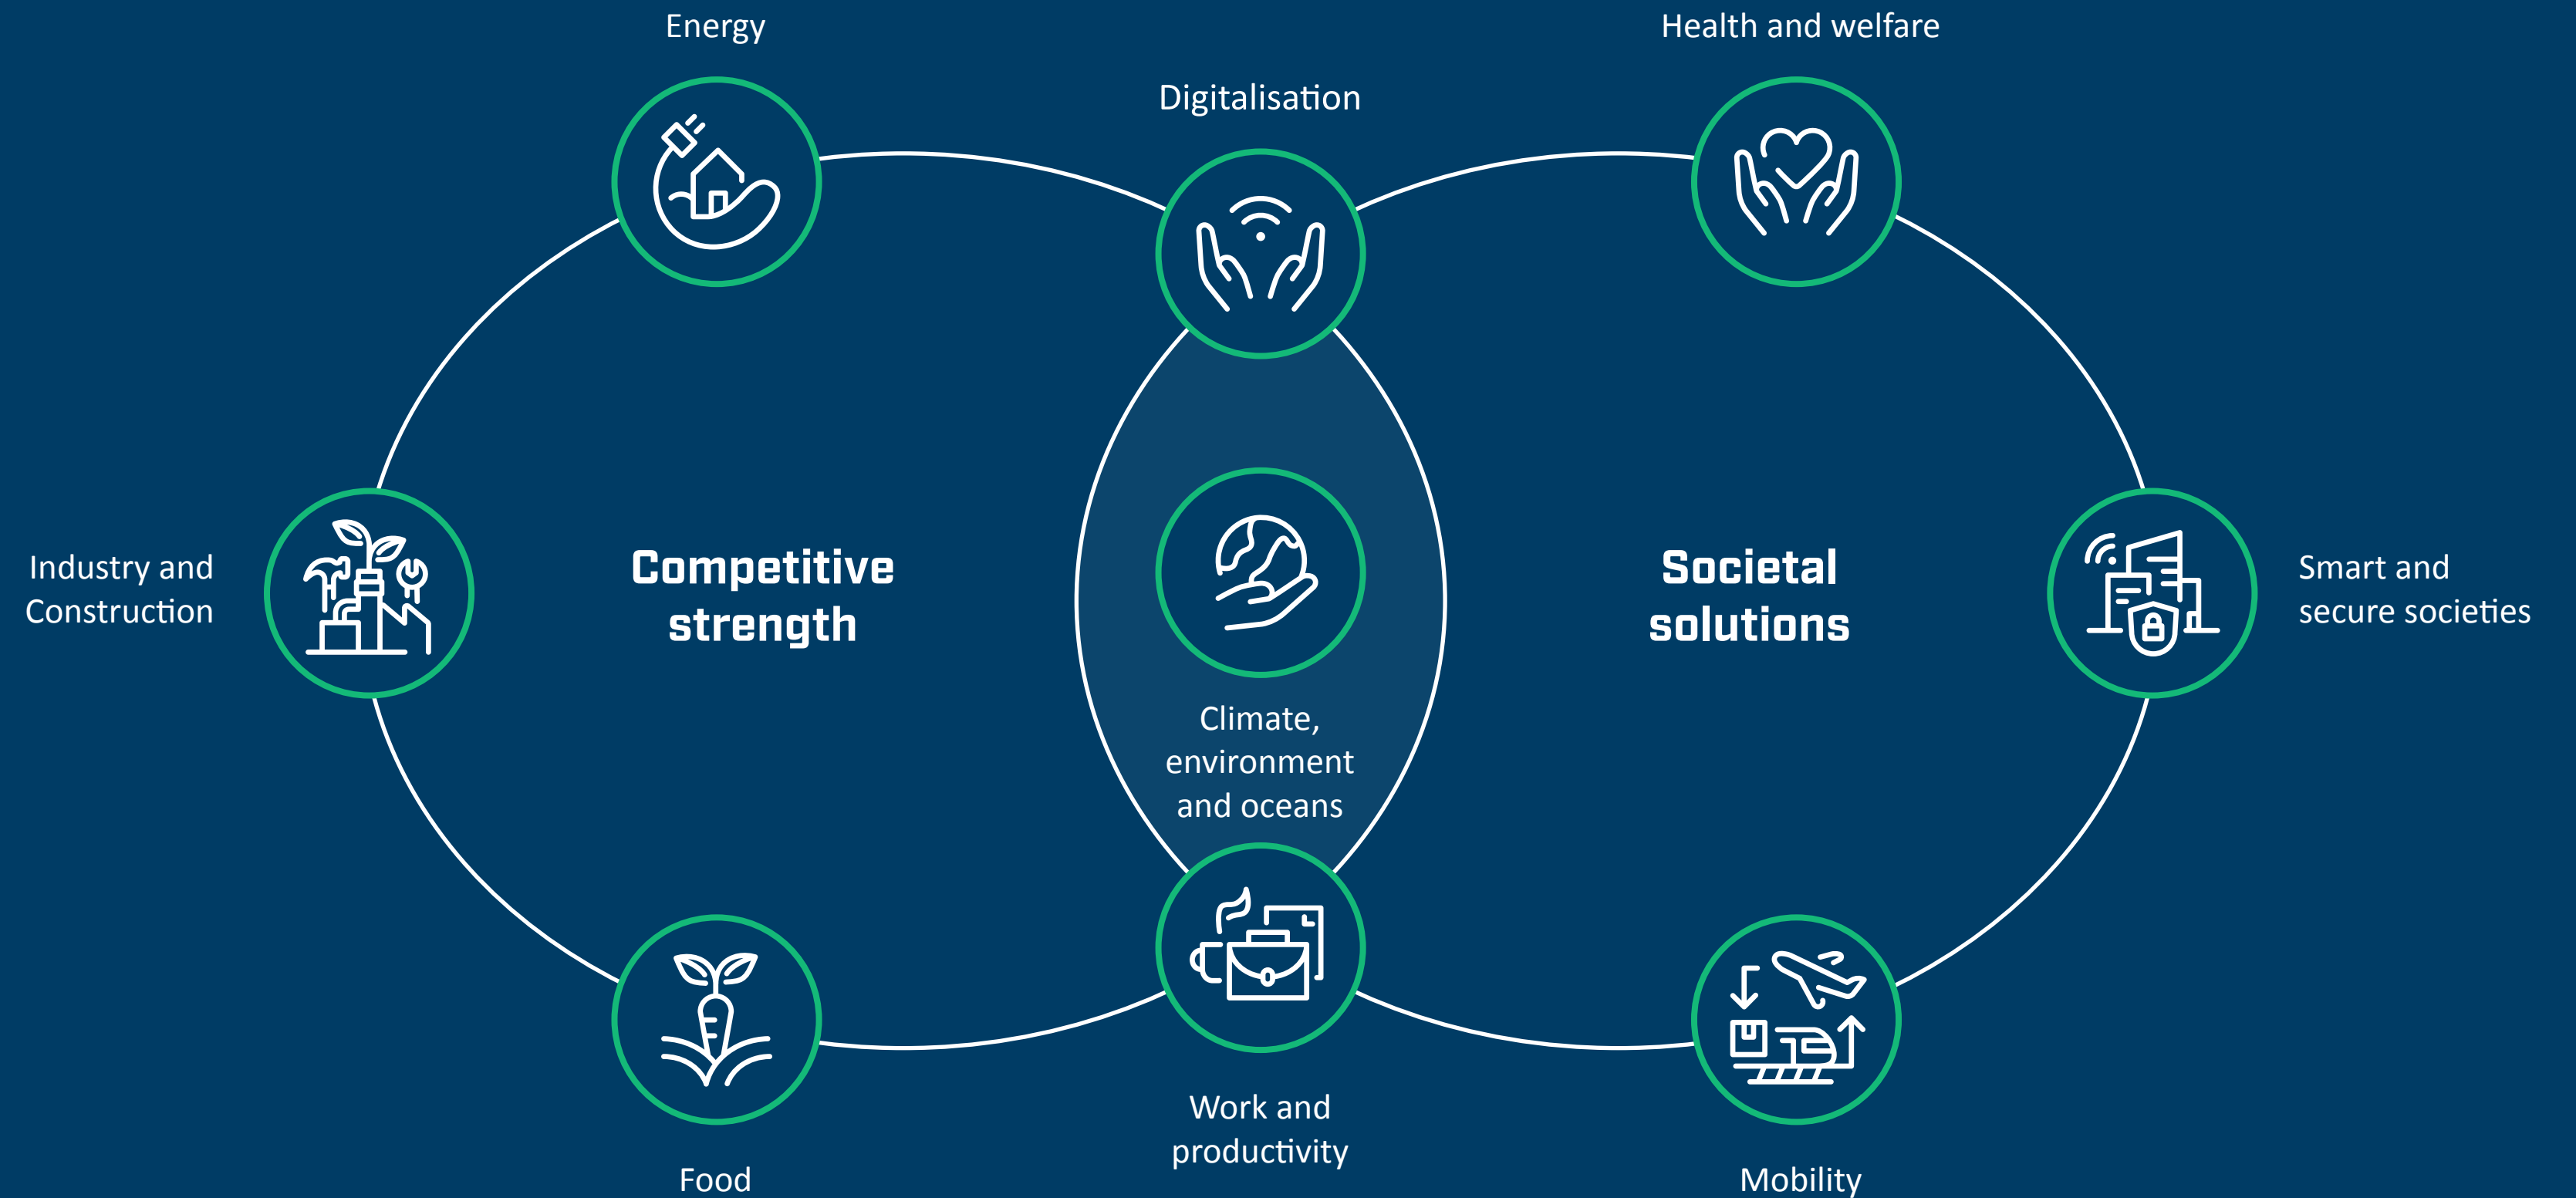 Energy
Health and welfare
Digitalisation
Industry and
Construction
Competitive
strength
Societal
solutions
Smart and
secure societies
Climate,
environment
and oceans
Work and
productivity
Food
Mobility